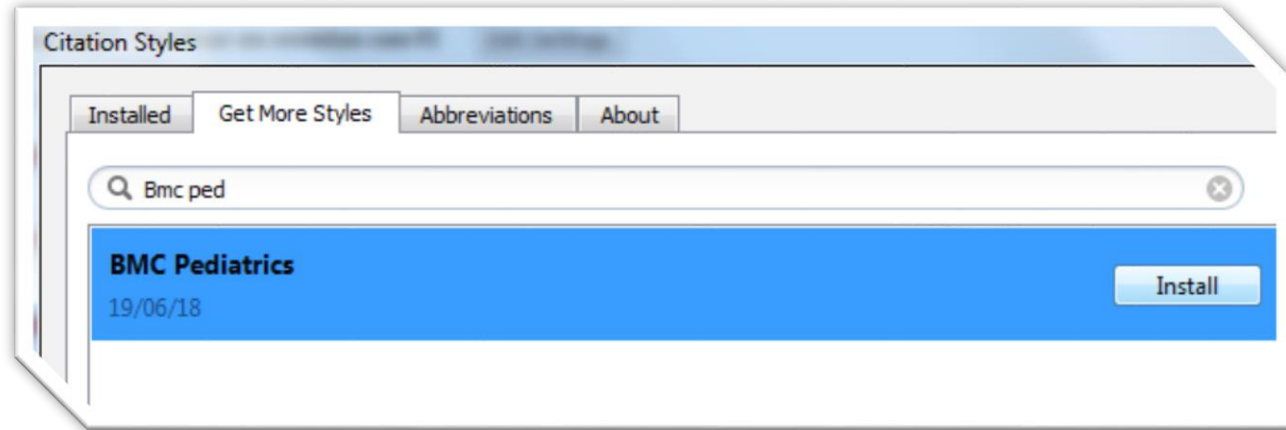 Citation Styles
Installed Get More Styles Abbreviations About
Bmc ped
BMC Pediatrics
Install
19/06/18